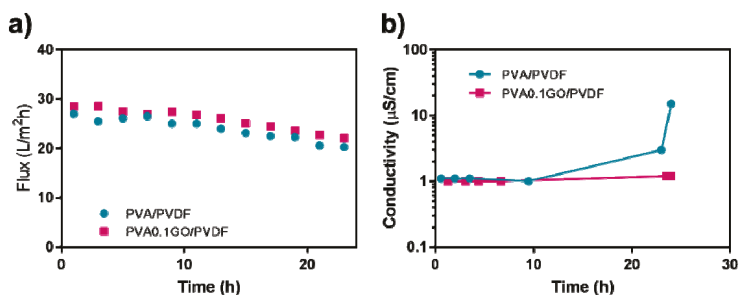 a)
40
30
20
10
0
Flux (L/m²h)
PVA/PVDF
PVA0.1GO/PVDF
0
10
20
Time (h)
b)
100
10
1
0.1
Conductivity (µS/cm)
PVA/PVDF
PVA0.1GO/PVDF
0
10
20
30
Time (h)